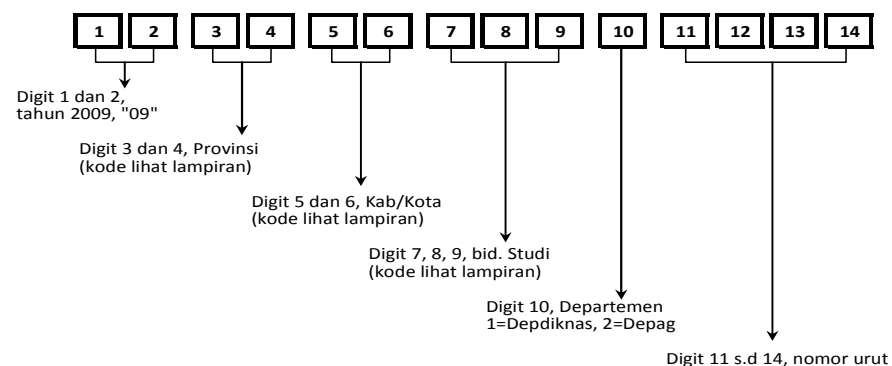 1 2 3 4 5 6 7 8 9 10 11 12 13 14
Digit 1 dan 2,
tahun 2009, "09"
Digit 3 dan 4, Provinsi
(kode lihat lampiran)
Digit 5 dan 6, Kab/Kota
(kode lihat lampiran)
Digit 7, 8, 9, bid. Studi
(kode lihat lampiran)
Digit 10, Departemen
1=Depdiknas, 2=Depag
Digit 11 s.d 14, nomor urut